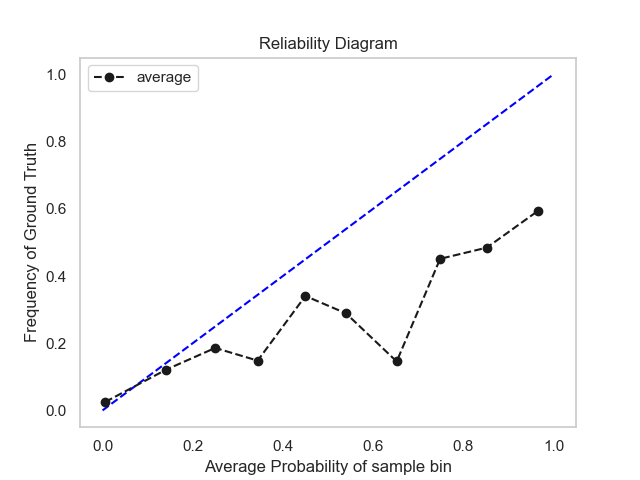 Reliability Diagram
average
Frequency of Ground Truth
1.0
0.8
0.6
0.4
0.2
0.0
0.0 0.2 0.4 0.6 0.8 1.0
Average Probability of sample bin